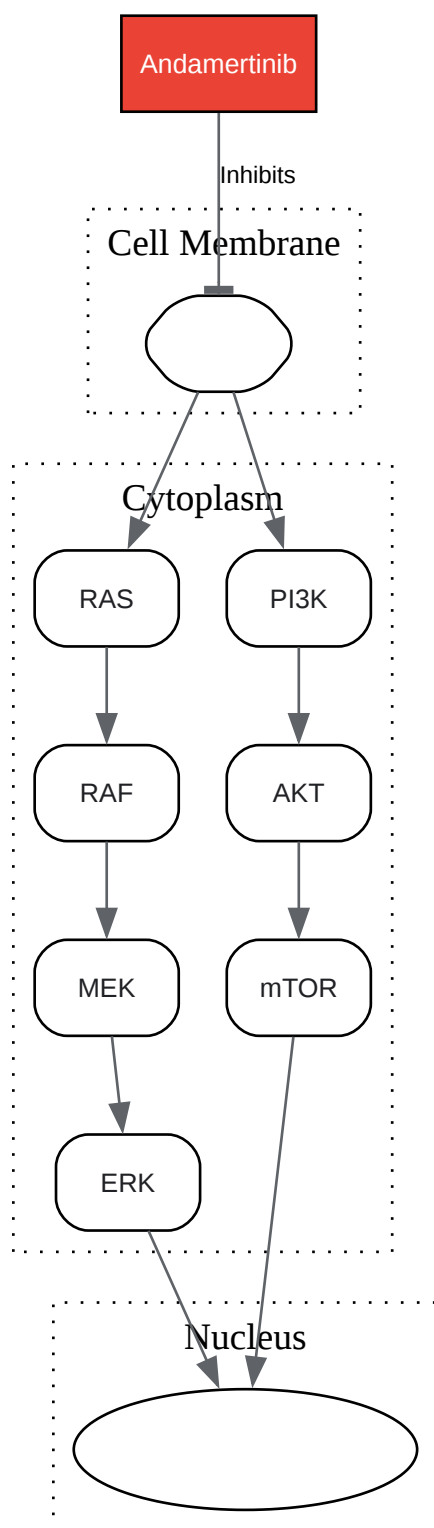 Andamertinib
Inhibits
Cell Membrane
Cytoplasm
RAS
PI3K
RAF
AKT
MEK
mTOR
ERK
Nucleus